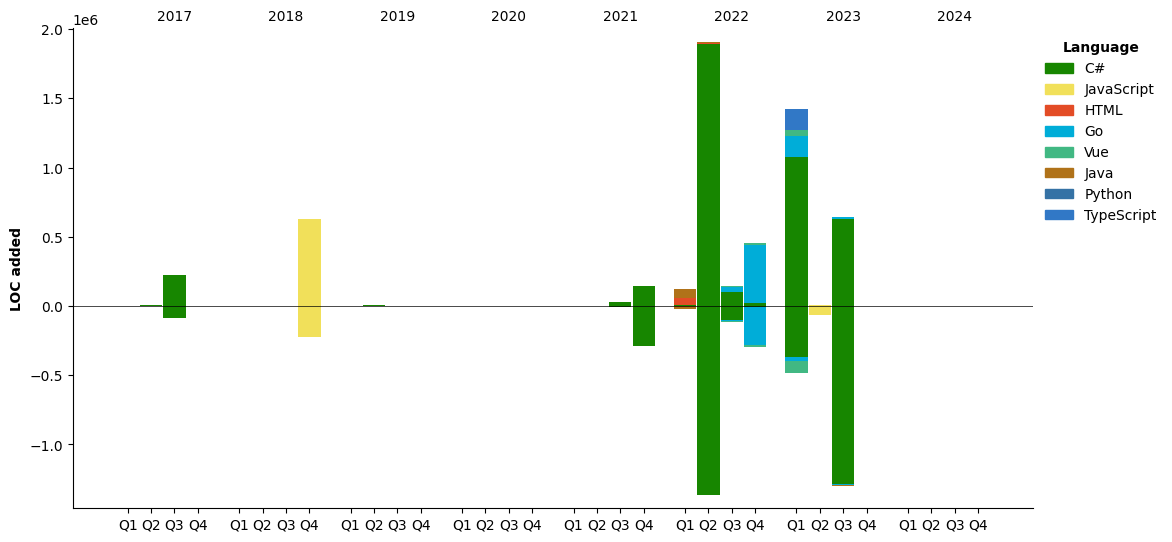 2017 2018 2019 2020 2021 2022 2023 2024
1e6
2.0
1.5
1.0
0.5
0.0
−0.5
−1.0
LOC added
Q1 Q2 Q3 Q4 Q1 Q2 Q3 Q4 Q1 Q2 Q3 Q4 Q1 Q2 Q3 Q4 Q1 Q2 Q3 Q4 Q1 Q2 Q3 Q4 Q1 Q2 Q3 Q4 Q1 Q2 Q3 Q4
Language
C#
JavaScript
HTML
Go
Vue
Java
Python
TypeScript